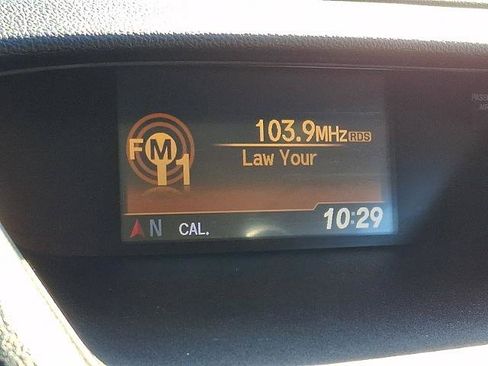 103.9MHz RDS
FM1
Law Your
N CAL. 10:29